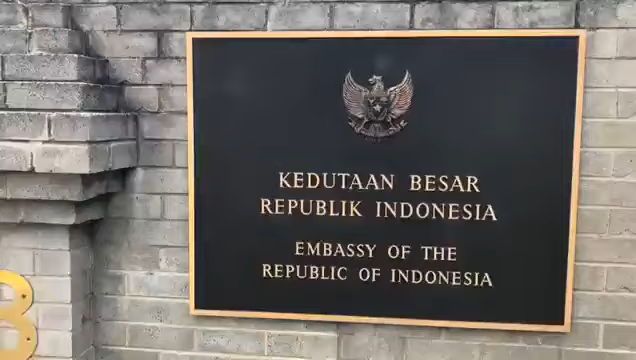 KEDUTAAN BESAR
REPUBLIK INDONESIA
EMBASSY OF THE
REPUBLIC OF INDONESIA